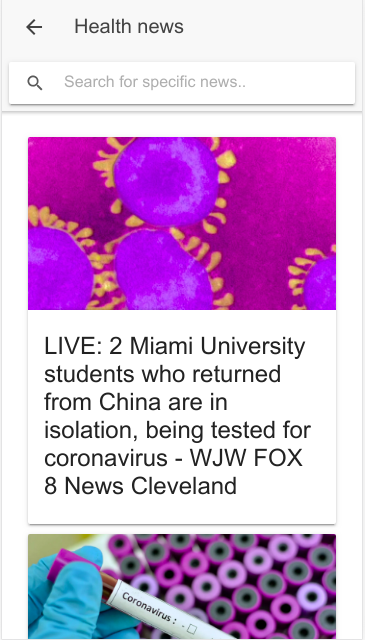 Health news
Search for specific news..
LIVE: 2 Miami University
students who returned
from China are in
isolation, being tested for
coronavirus - WJW FOX
8 News Cleveland
Coronavirus :